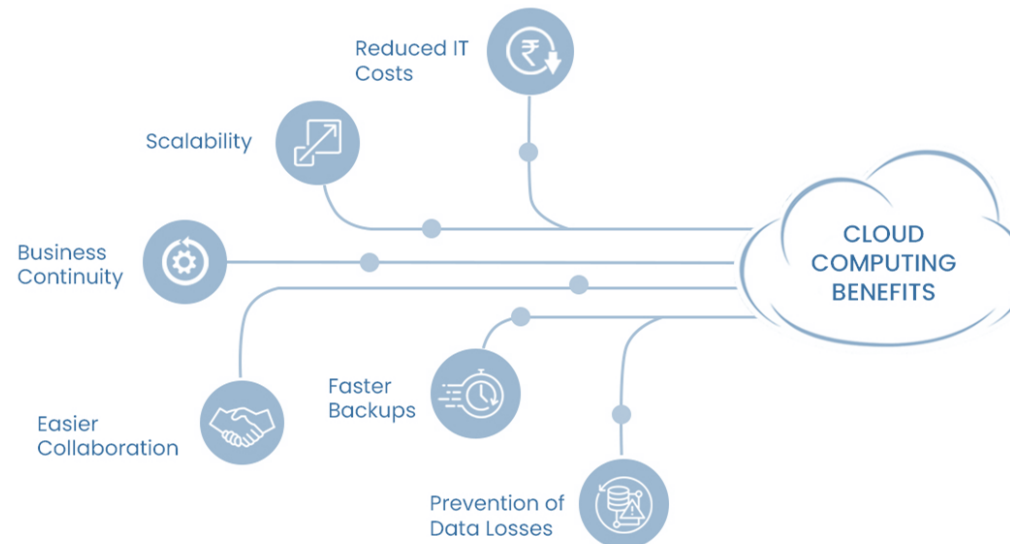 Reduced IT
Costs
Scalability
Business
Continuity
CLOUD
COMPUTING
BENEFITS
Easier
Collaboration
Faster
Backups
Prevention of
Data Losses
₹